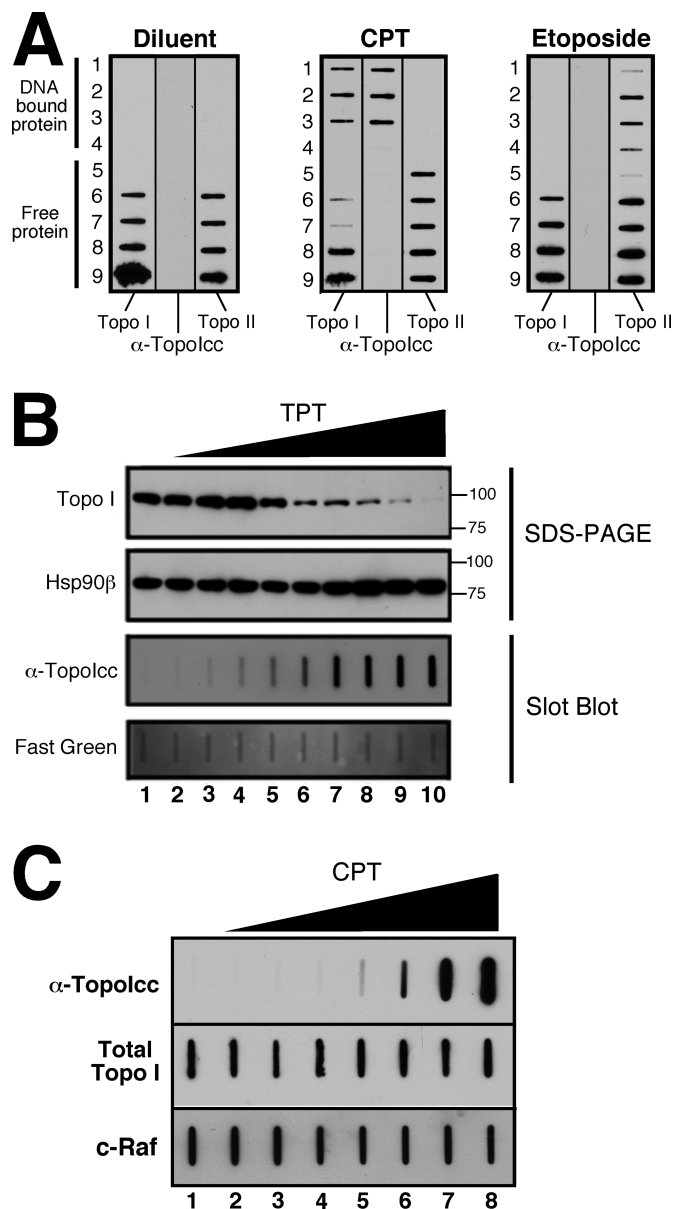 A
Diluent
CPT
Etoposide
DNA
bound
protein
Free
protein
1
2
3
4
5
6
7
8
9
1
2
3
4
5
6
7
8
9
1
2
3
4
5
6
7
8
9
Topo I
Topo II
α-TopoIcc
Topo I
Topo II
α-TopoIcc
Topo I
Topo II
α-TopoIcc
B
TPT
Topo I
100
75
SDS-PAGE
Hsp90β
100
75
α-TopoIcc
Slot Blot
Fast Green
1 2 3 4 5 6 7 8 9 10
C
CPT
α-TopoIcc
Total
Topo I
c-Raf
1 2 3 4 5 6 7 8